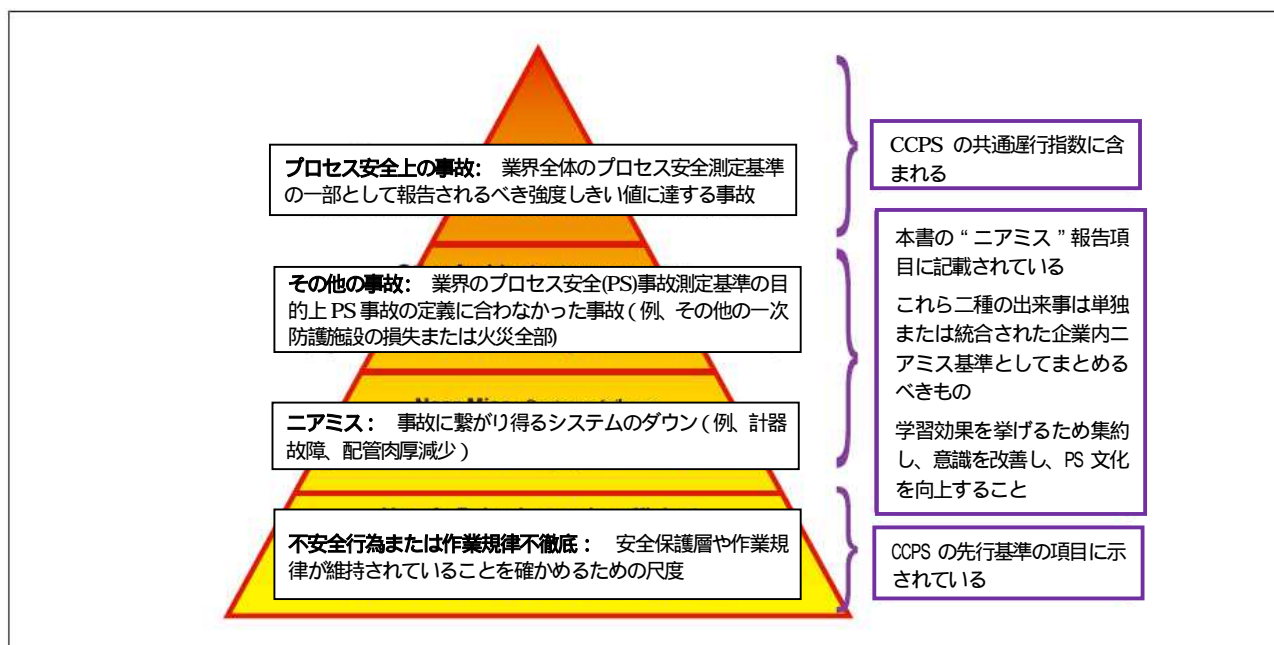 プロセス安全上の事故: 業界全体のプロセス安全測定基準
の一部として報告されるべき強度しきい値に達する事故
CCPS の共通遅行指数に含
まれる
その他の事故: 業界のプロセス安全(PS)事故測定基準の目
的上 PS 事故の定義に合わなかった事故(例、その他の一次
防護施設の損失または火災全部)
ニアミス: 事故に繋がり得るシステムのダウン(例、計器
故障、配管肉厚減少)
本書の“ニアミス”報告項
目に記載されている
これら二種の出来事は単独
または統合された企業内ニ
アミス基準としてまとめる
べきもの
学習効果を挙げるため集約
し、意識を改善し、PS 文化
を向上すること
不安全行為または作業規律不徹底: 安全保護層や作業規
律が維持されていることを確かめるための尺度
CCPS の先行基準の項目に示
されている